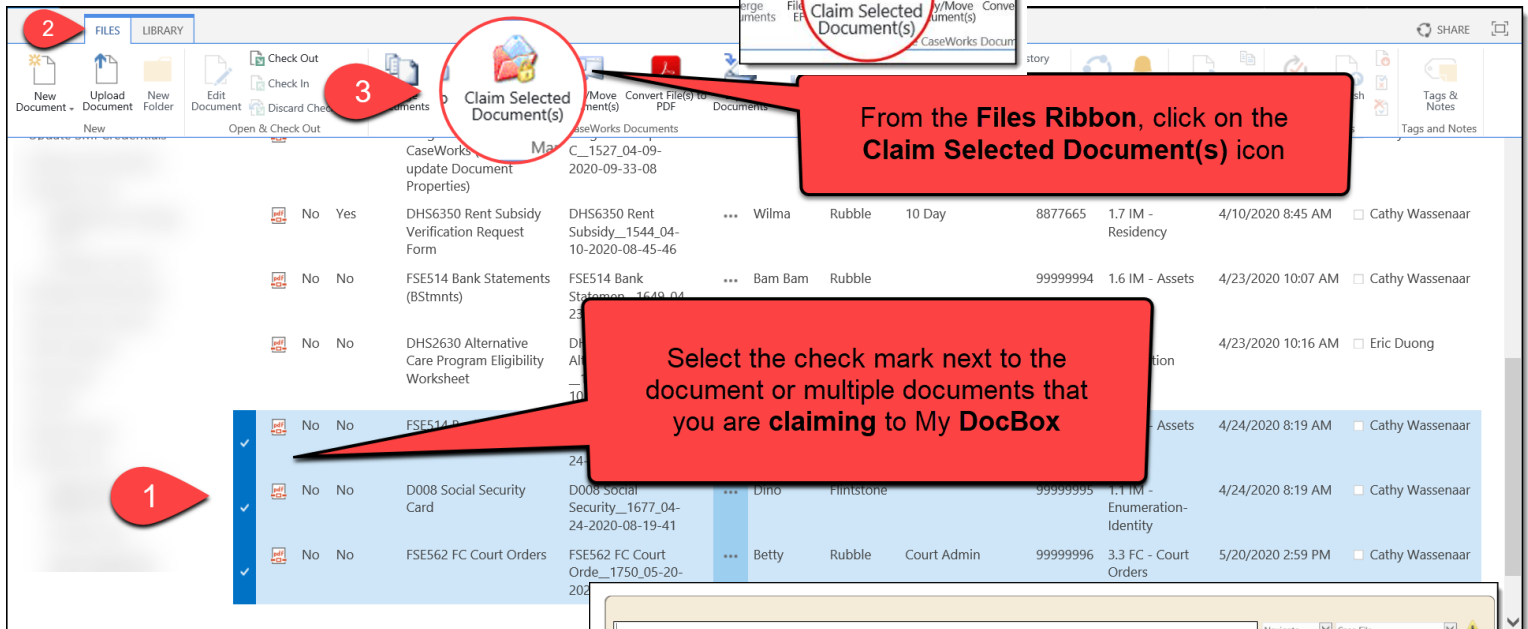 2
FILES
LIBRARY
SHARE
New Document
Upload Document
New Folder
New
Edit Document
Check Out
Check In
Discard
Open & Check Out
3
Claim Selected
Document(s)
Convert File(s) to
PDF
Claim Selected
Document(s)
CaseWorks Docum
Tags &
Notes
Tags and Notes
From the Files Ribbon, click on the
Claim Selected Document(s) icon
CaseWorks
update Document
Properties)
C__1527_04-09-
2020-09-33-08
No Yes DHS6350 Rent Subsidy DHS6350 Rent ... Wilma Rubble 10 Day 8877665 1.7 IM - 4/10/2020 8:45 AM Cathy Wassenaar
Verification Request Subsidy__1544_04- Residency
Form 10-2020-08-45-46
No No FSE514 Bank Statements FSE514 Bank ... Bam Bam Rubble 99999994 1.6 IM - Assets 4/23/2020 10:07 AM Cathy Wassenaar
(BStmnts)
No No DHS2630 Alternative 4/23/2020 10:16 AM Eric Duong
Care Program Eligibility
Worksheet
Select the check mark next to the
document or multiple documents that
you are claiming to My DocBox
No No FSE514 - Assets 4/24/2020 8:19 AM Cathy Wassenaar
24-
1
No No D008 Social Security D008 Social ... Dino Flintstone 99999995 1.1 IM - 4/24/2020 8:19 AM Cathy Wassenaar
Card Security__1677_04- Enumeration-
24-2020-08-19-41 Identity
No No FSE562 FC Court Orders FSE562 FC Court ... Betty Rubble Court Admin 99999996 3.3 FC - Court 5/20/2020 2:59 PM Cathy Wassenaar
Orde__1750_05-20- Orders
202